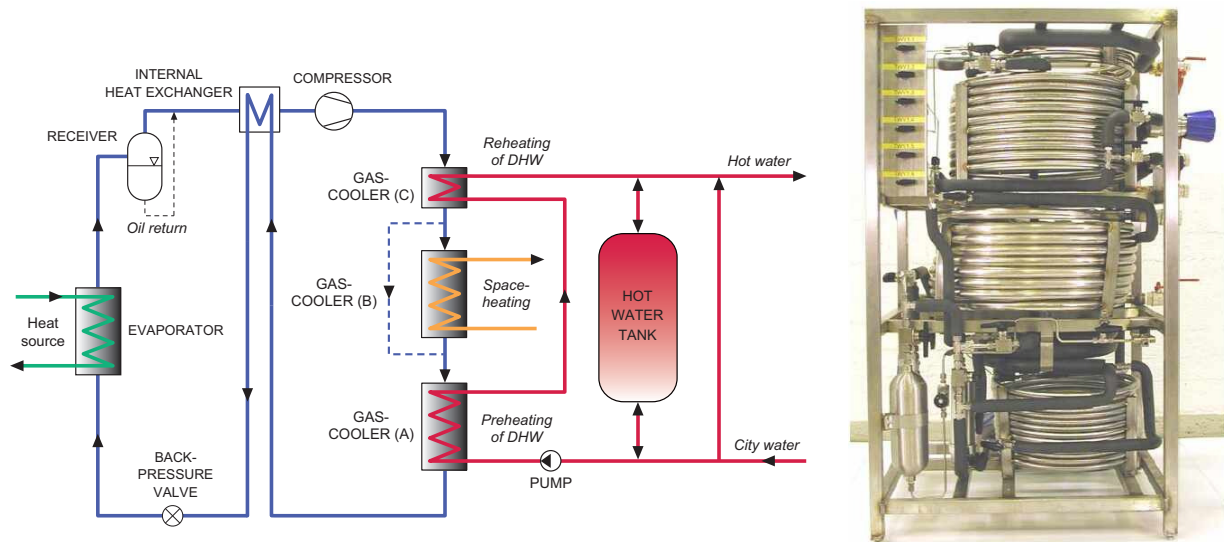 INTERNAL
HEAT EXCHANGER
COMPRESSOR
RECEIVER
Oil return
GAS-
COOLER (C)
Reheating
of DHW
Hot water
GAS-
COOLER (B)
Space-
heating
HOT
WATER
TANK
Heat
source
EVAPORATOR
GAS-
COOLER (A)
Preheating
of DHW
City water
PUMP
BACK-
PRESSURE
VALVE